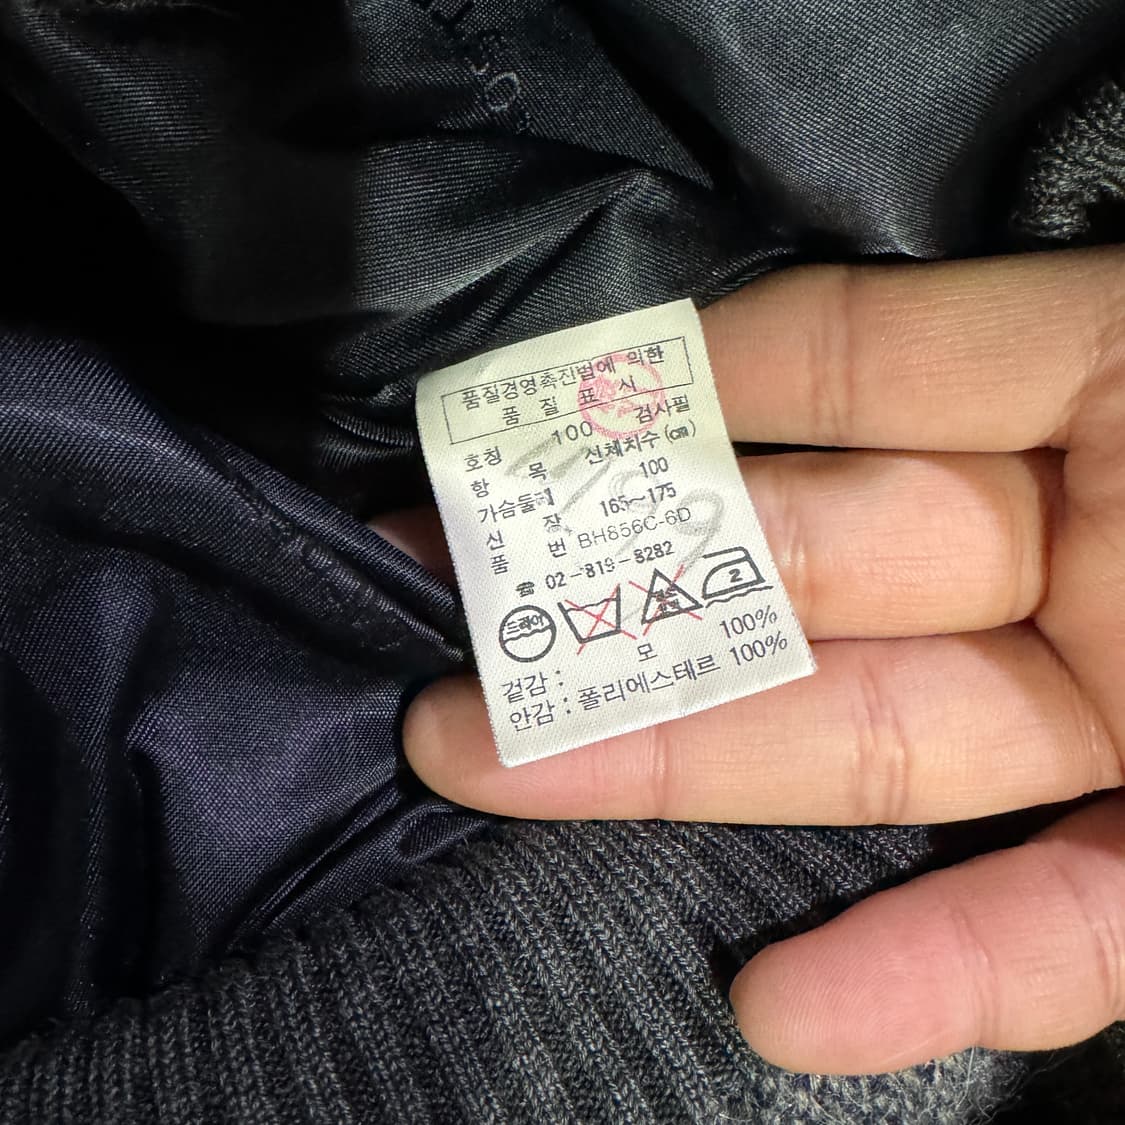 품질경영촉진법에 의한
품 질 표 시
검사필
호칭 100
항 목 신체치수(㎝)
가슴둘레 100
신 장 165~175
품 번 BH856C-6D
☎ 02-819-8282
드라이
2
겉감 : 모 100%
안감 : 폴리에스테르 100%